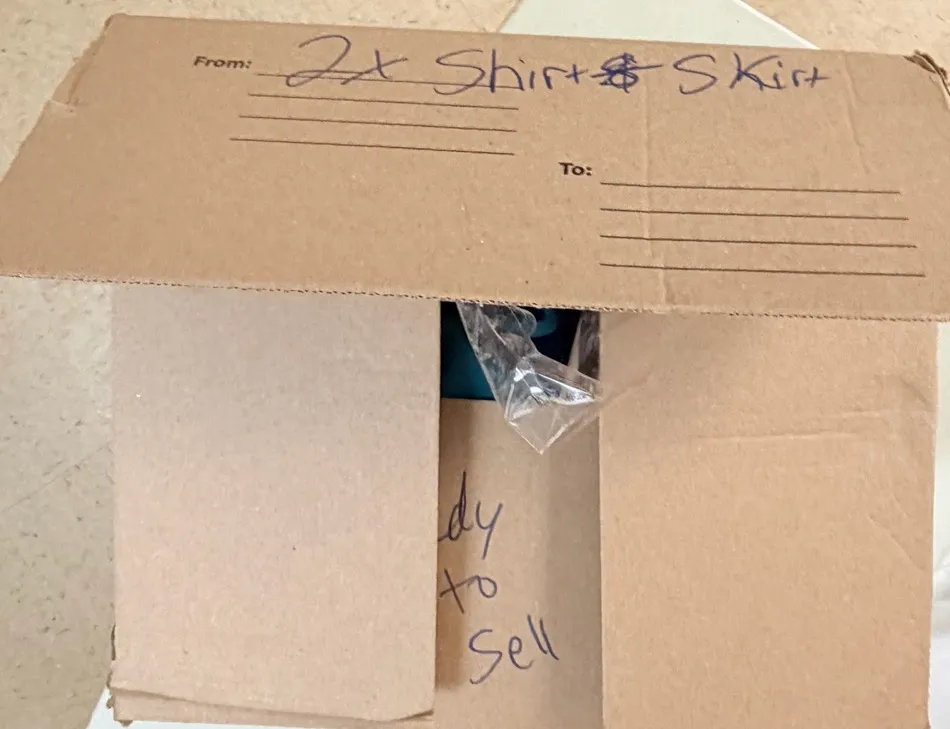 From: 2x Shirt & Skirt
To:
dy
to
Sell